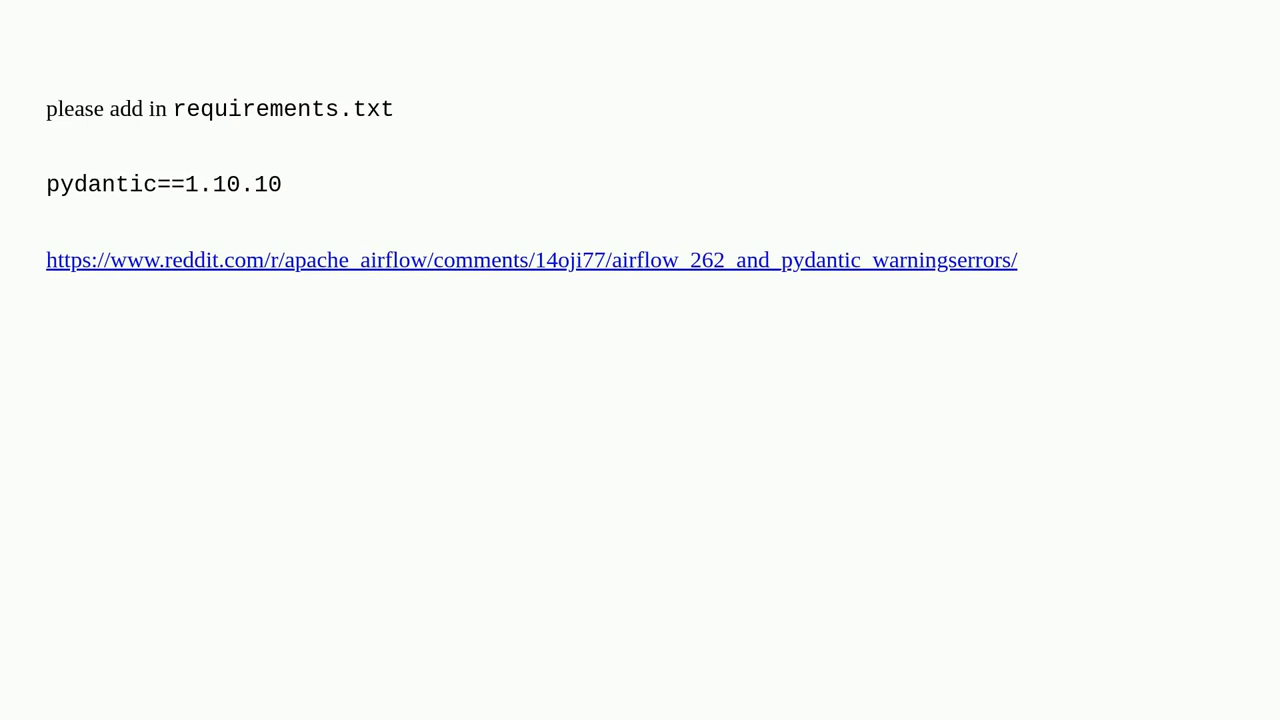 please add in requirements.txt
pydantic==1.10.10
https://www.reddit.com/r/apache_airflow/comments/14oji77/airflow_262_and_pydantic_warningserrors/